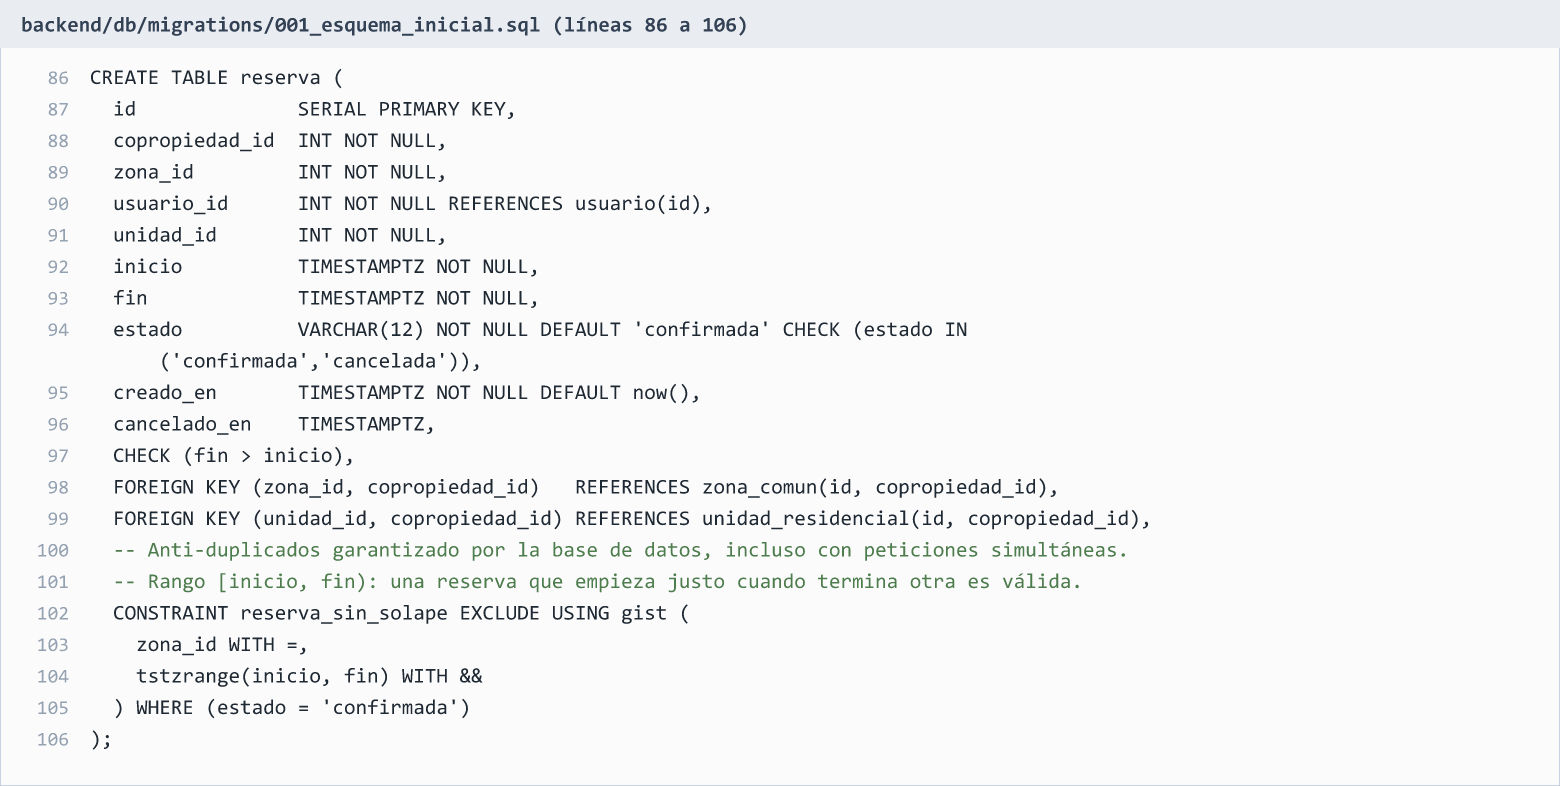 backend/db/migrations/001_esquema_inicial.sql (líneas 86 a 106)
86 CREATE TABLE reserva (
87   id              SERIAL PRIMARY KEY,
88   copropiedad_id  INT NOT NULL,
89   zona_id         INT NOT NULL,
90   usuario_id      INT NOT NULL REFERENCES usuario(id),
91   unidad_id       INT NOT NULL,
92   inicio          TIMESTAMPTZ NOT NULL,
93   fin             TIMESTAMPTZ NOT NULL,
94   estado          VARCHAR(12) NOT NULL DEFAULT 'confirmada' CHECK (estado IN
      ('confirmada','cancelada')),
95   creado_en       TIMESTAMPTZ NOT NULL DEFAULT now(),
96   cancelado_en    TIMESTAMPTZ,
97   CHECK (fin > inicio),
98   FOREIGN KEY (zona_id, copropiedad_id)   REFERENCES zona_comun(id, copropiedad_id),
99   FOREIGN KEY (unidad_id, copropiedad_id) REFERENCES unidad_residencial(id, copropiedad_id),
100   -- Anti-duplicados garantizado por la base de datos, incluso con peticiones simultáneas.
101   -- Rango [inicio, fin): una reserva que empieza justo cuando termina otra es válida.
102   CONSTRAINT reserva_sin_solape EXCLUDE USING gist (
103     zona_id WITH =,
104     tstzrange(inicio, fin) WITH &&
105   ) WHERE (estado = 'confirmada')
106 );